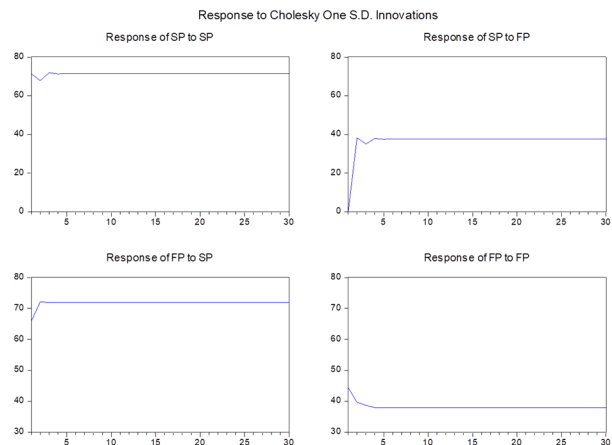 Response to Cholesky One S.D. Innovations
Response of SP to SP
80
60
40
20
0
5 10 15 20 25 30
Response of SP to FP
80
60
40
20
0
5 10 15 20 25 30
Response of FP to SP
80
70
60
50
40
30
5 10 15 20 25 30
Response of FP to FP
80
70
60
50
40
30
5 10 15 20 25 30